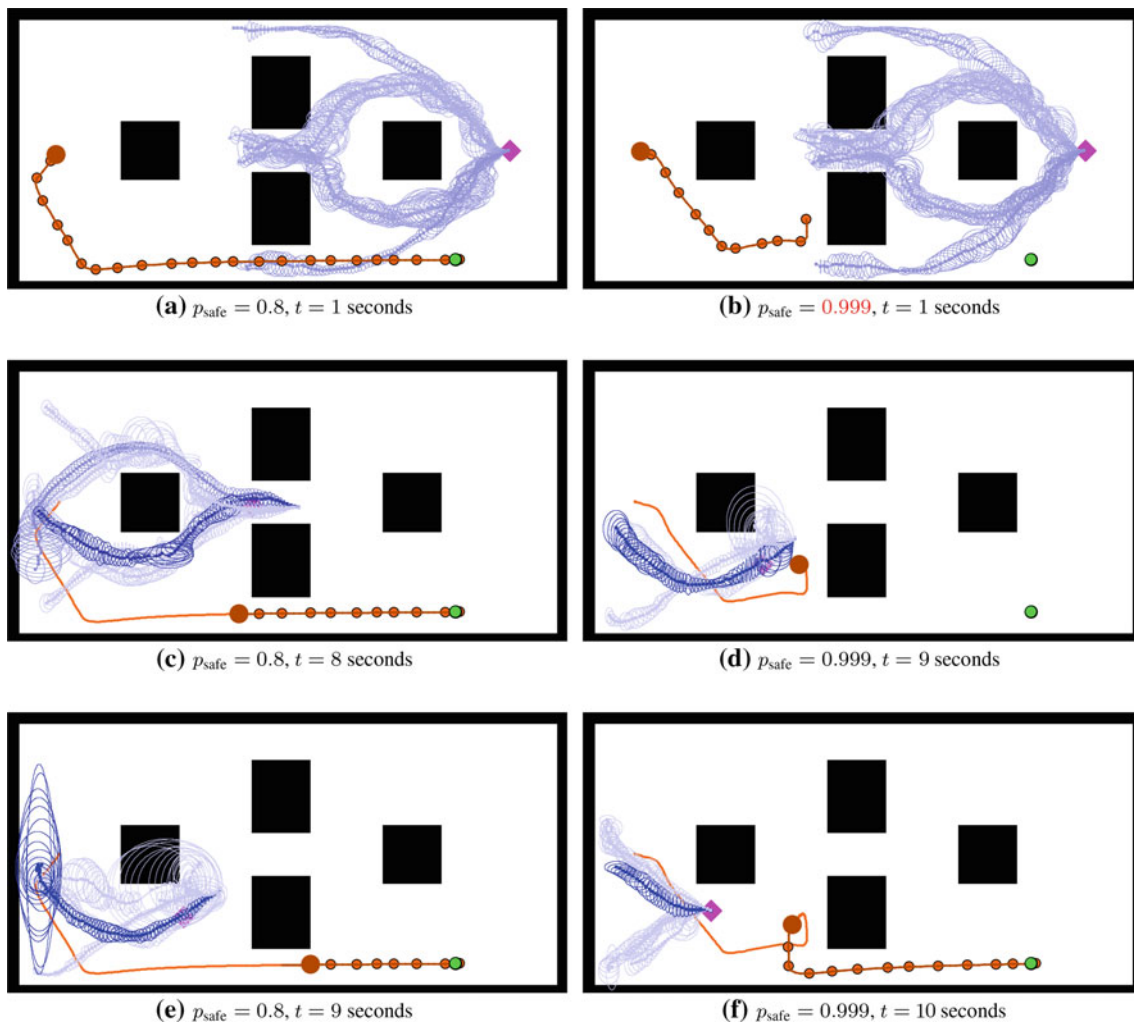 (a) p_safe = 0.8, t = 1 seconds
(b) p_safe = 0.999, t = 1 seconds
(c) p_safe = 0.8, t = 8 seconds
(d) p_safe = 0.999, t = 9 seconds
(e) p_safe = 0.8, t = 9 seconds
(f) p_safe = 0.999, t = 10 seconds